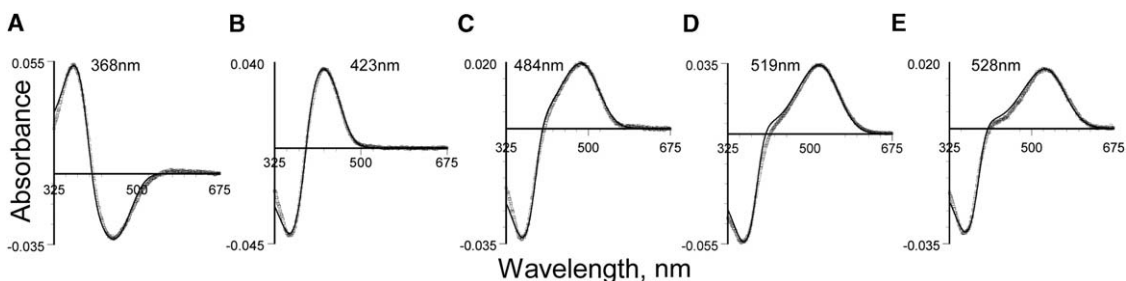 A B C D E
368nm 423nm 484nm 519nm 528nm
0.055 0.040 0.020 0.035 0.020
325 500 675 325 500 675 325 500 675 325 500 675 325 500 675
-0.035 -0.045 -0.035 -0.055 -0.030
Absorbance
Wavelength, nm